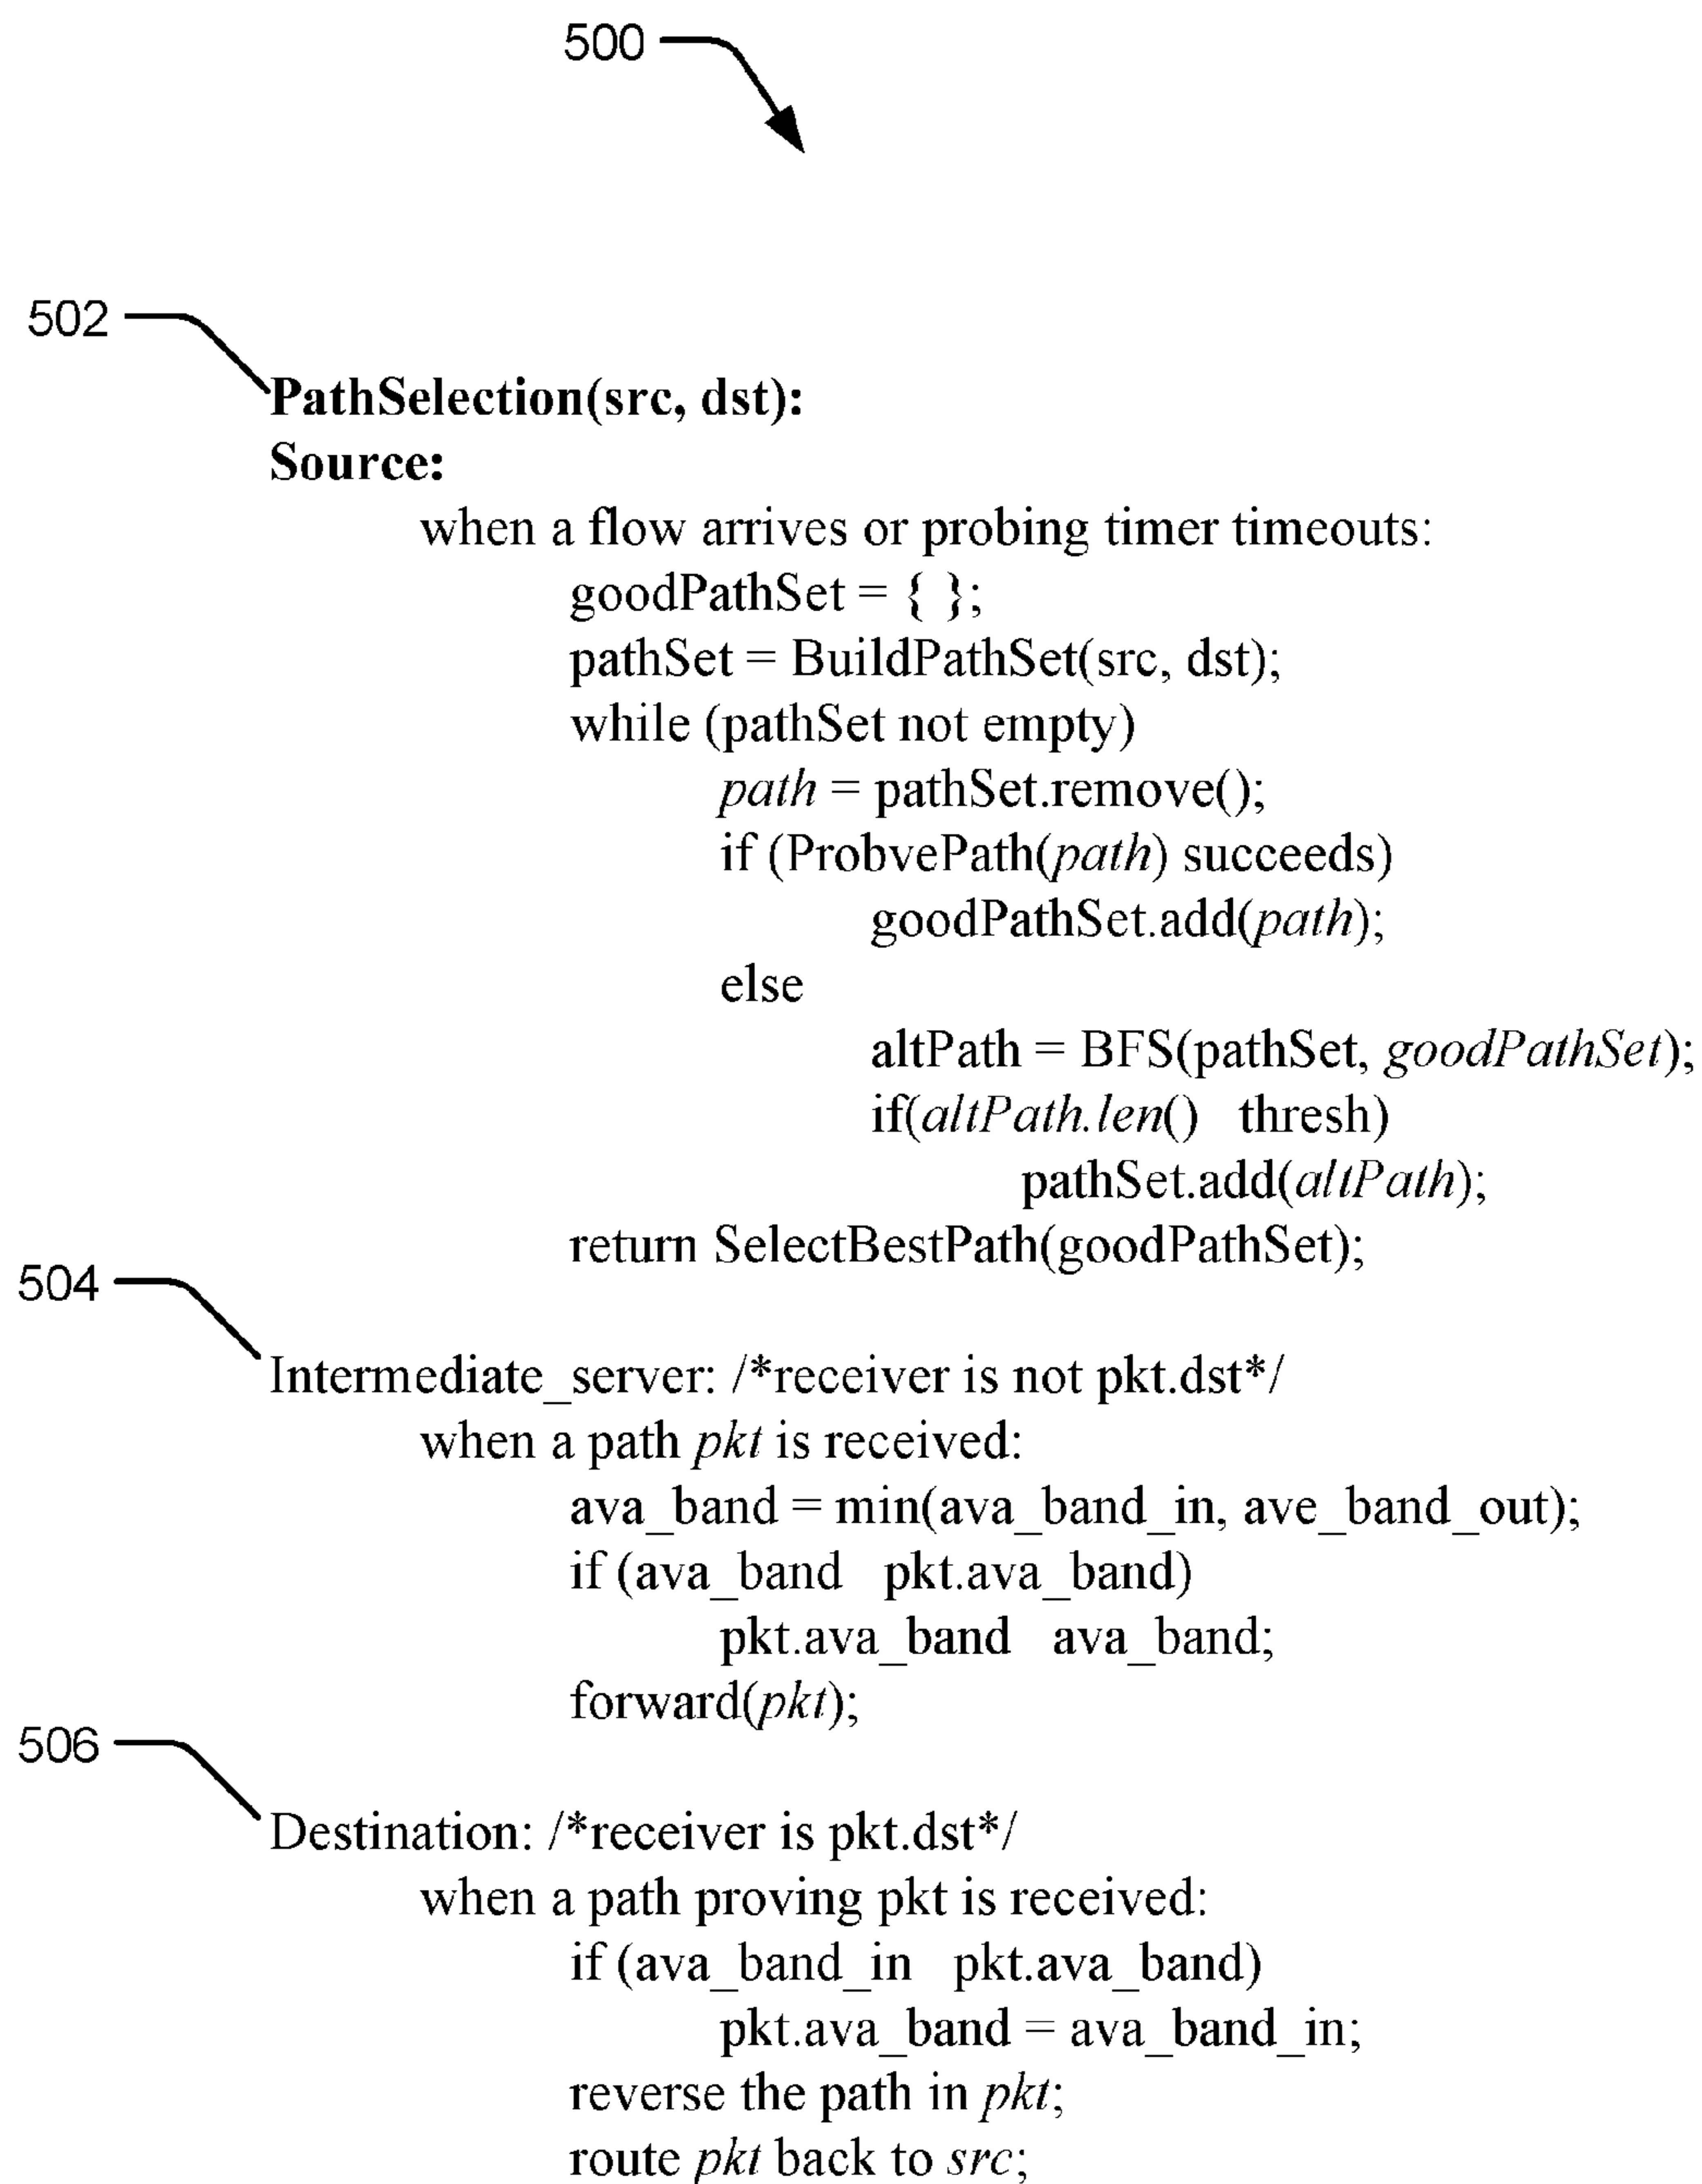 500
502
PathSelection(src, dst):
Source:
when a flow arrives or probing timer timeouts:
goodPathSet = { };
pathSet = BuildPathSet(src, dst);
while (pathSet not empty)
path = pathSet.remove();
if (ProbvePath(path) succeeds)
goodPathSet.add(path);
else
altPath = BFS(pathSet, goodPathSet);
if(altPath.len() thresh)
pathSet.add(altPath);
return SelectBestPath(goodPathSet);
504
Intermediate_server: /*receiver is not pkt.dst*/
when a path pkt is received:
ava_band = min(ava_band_in, ave_band_out);
if (ava_band pkt.ava_band)
pkt.ava_band ava_band;
forward(pkt);
506
Destination: /*receiver is pkt.dst*/
when a path proving pkt is received:
if (ava_band_in pkt.ava_band)
pkt.ava_band = ava_band_in;
reverse the path in pkt;
route pkt back to src;